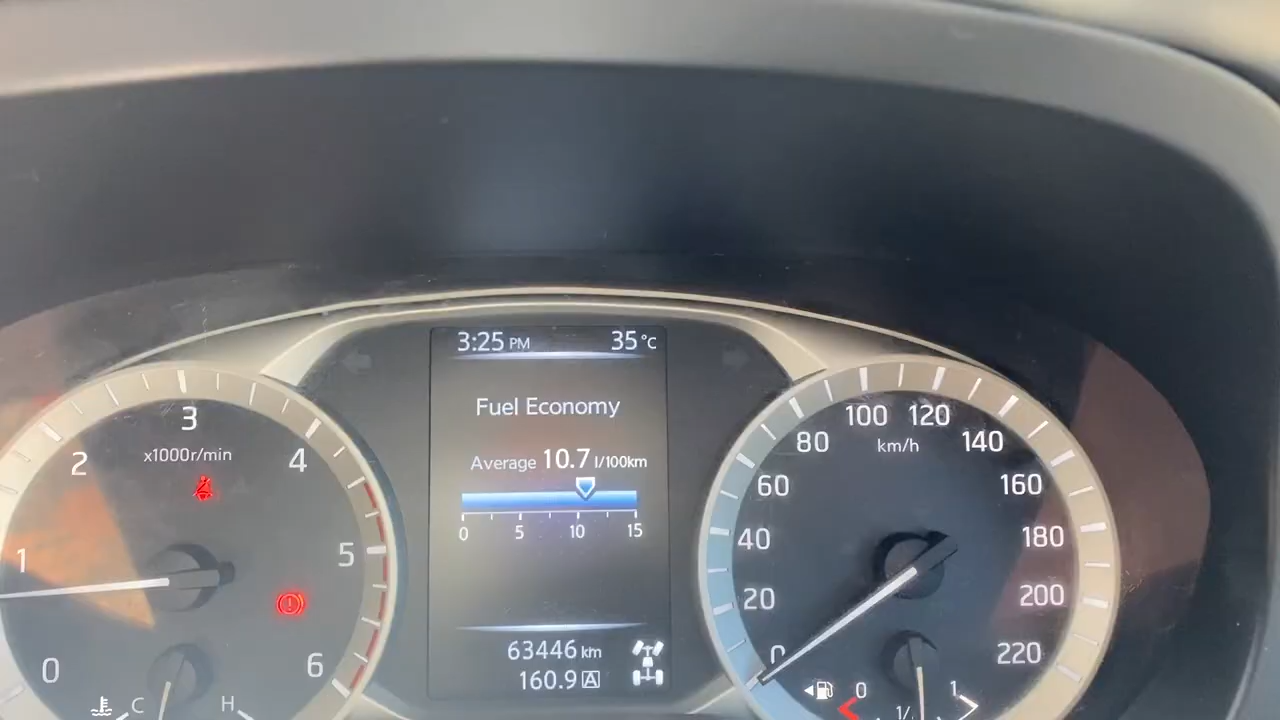 3:25 PM 35 °C
Fuel Economy
Average 10.7 l/100km
0 5 10 15
63446 km
160.9 A
0 1 2 3 4 5 6
x1000r/min
C H
0 20 40 60 80 100 120 140 160 180 200 220
km/h
0 1